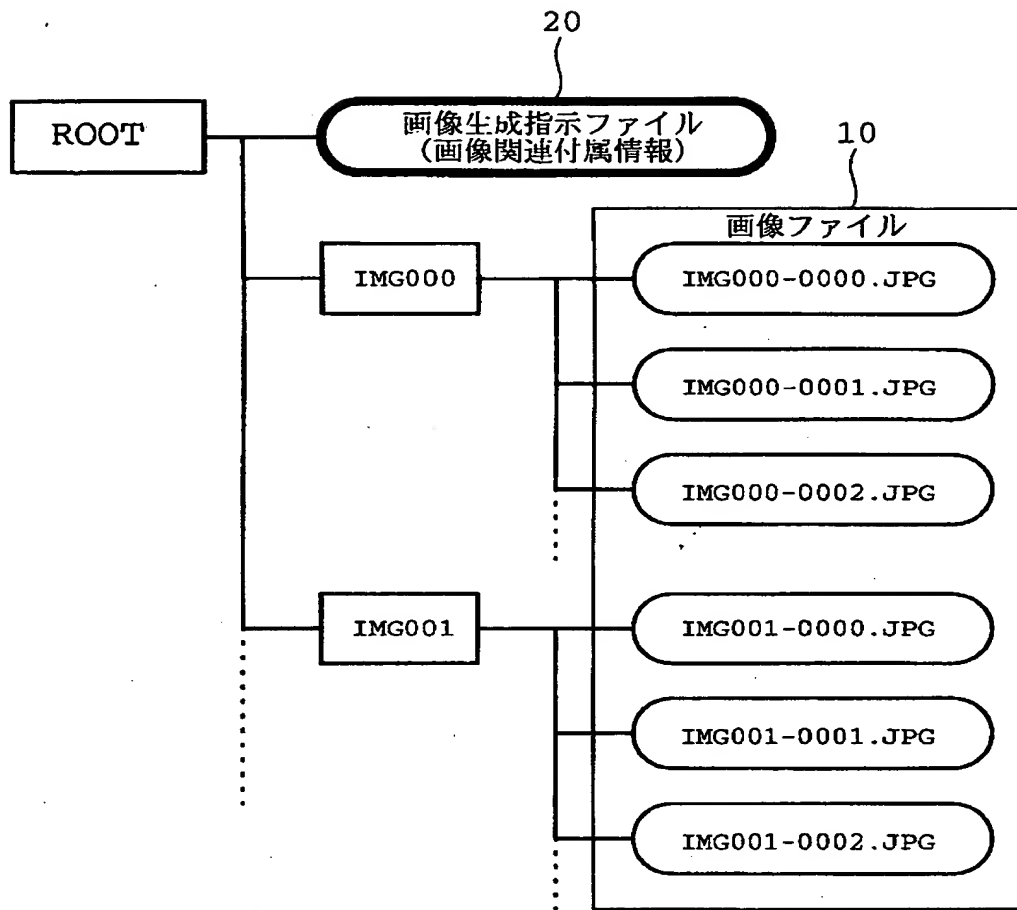 20
ROOT
画像生成指示ファイル
（画像関連付属情報）
10
画像ファイル
IMG000
IMG000-0000.JPG
IMG000-0001.JPG
IMG000-0002.JPG
IMG001
IMG001-0000.JPG
IMG001-0001.JPG
IMG001-0002.JPG